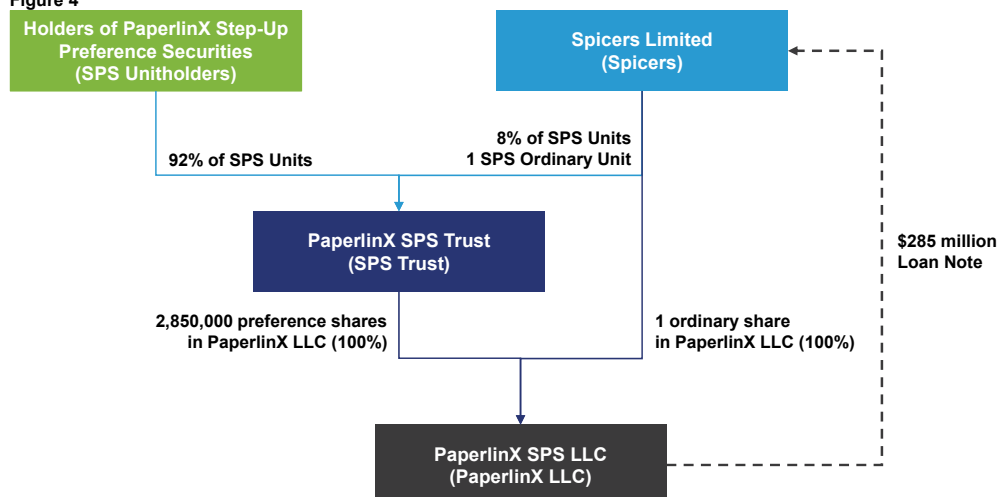 Figure 4
Holders of PaperlinX Step-Up
Preference Securities
(SPS Unitholders)
Spicers Limited
(Spicers)
92% of SPS Units
8% of SPS Units
1 SPS Ordinary Unit
PaperlinX SPS Trust
(SPS Trust)
$285 million
Loan Note
2,850,000 preference shares
in PaperlinX LLC (100%)
1 ordinary share
in PaperlinX LLC (100%)
PaperlinX SPS LLC
(PaperlinX LLC)